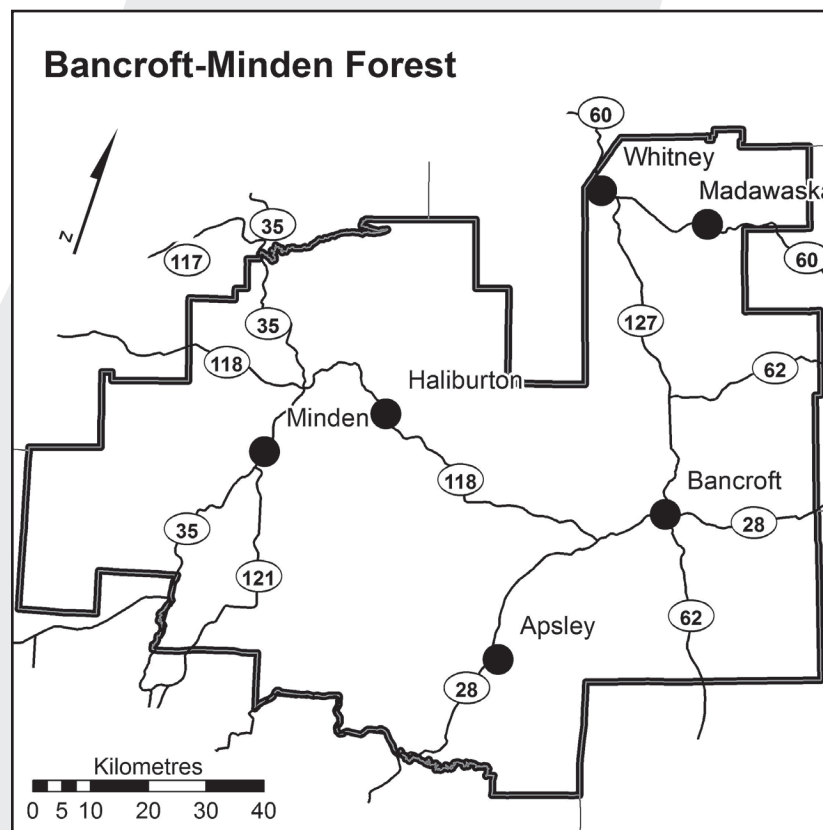 Bancroft-Minden Forest
60
Whitney
Madawaska
35
N
117
60
35
127
118
62
Haliburton
Minden
118
Bancroft
28
35
121
62
Apsley
28
Kilometres
0 5 10 20 30 40